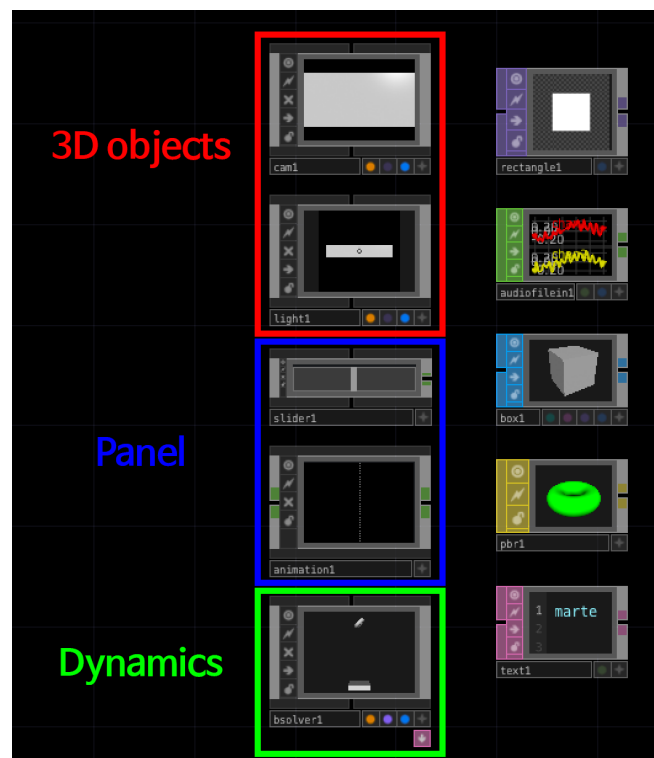 3D objects
cam1
light1
Panel
slider1
animation1
Dynamics
bsolver1
rectangle1
audiofilein1
box1
pbr1
1 marte
2
3
text1